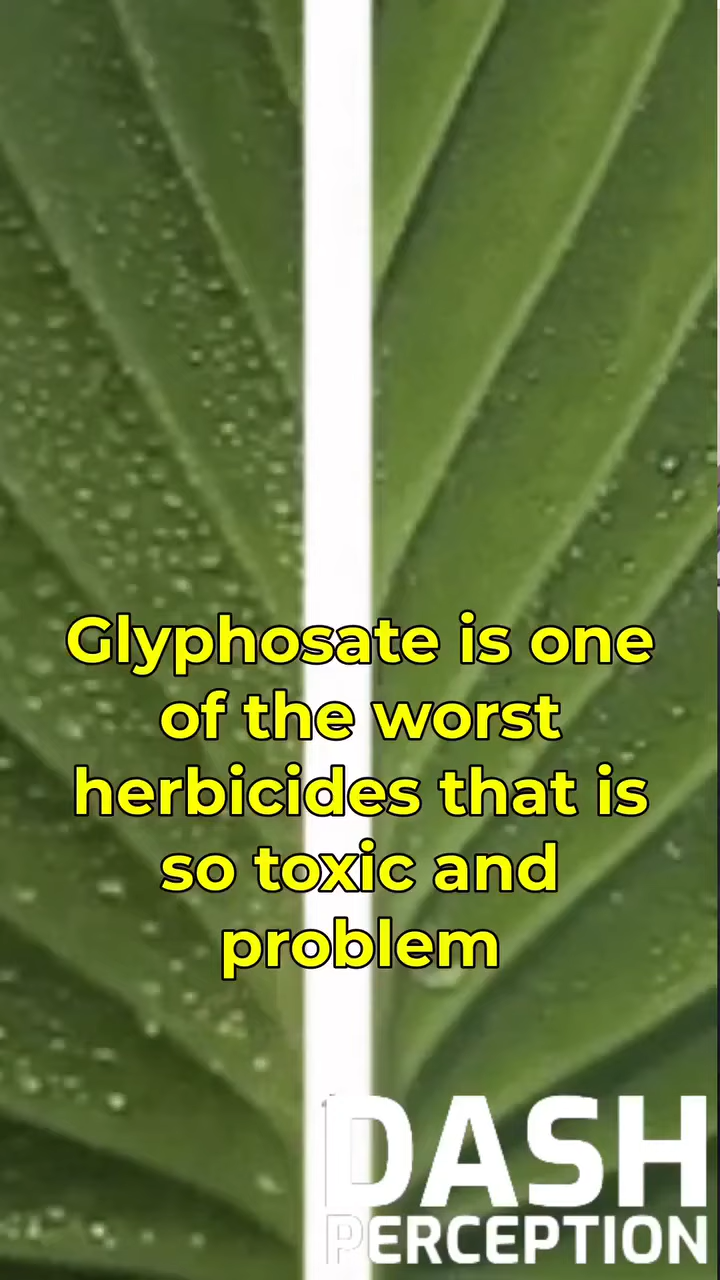 Glyphosate is one
of the worst
herbicides that is
so toxic and
problem
DASH
PERCEPTION